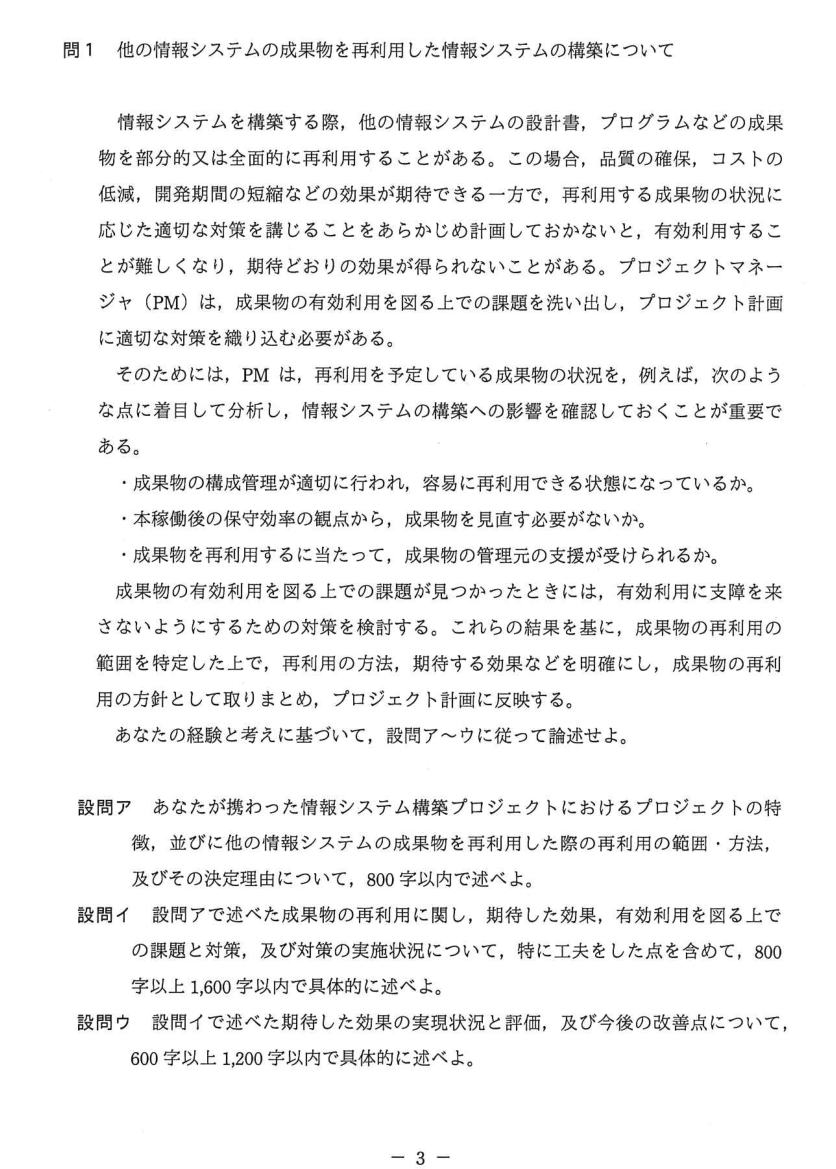 問1　他の情報システムの成果物を再利用した情報システムの構築について
情報システムを構築する際，他の情報システムの設計書，プログラムなどの成果
物を部分的又は全面的に再利用することがある。この場合，品質の確保，コストの
低減，開発期間の短縮などの効果が期待できる一方で，再利用する成果物の状況に
応じた適切な対策を講じることをあらかじめ計画しておかないと，有効利用するこ
とが難しくなり，期待どおりの効果が得られないことがある。プロジェクトマネー
ジャ（PM）は，成果物の有効利用を図る上での課題を洗い出し，プロジェクト計画
に適切な対策を織り込む必要がある。
そのためには，PM は，再利用を予定している成果物の状況を，例えば，次のよう
な点に着目して分析し，情報システムの構築への影響を確認しておくことが重要で
ある。
・成果物の構成管理が適切に行われ，容易に再利用できる状態になっているか。
・本稼働後の保守効率の観点から，成果物を見直す必要がないか。
・成果物を再利用するに当たって，成果物の管理元の支援が受けられるか。
成果物の有効利用を図る上での課題が見つかったときには，有効利用に支障を来
さないようにするための対策を検討する。これらの結果を基に，成果物の再利用の
範囲を特定した上で，再利用の方法，期待する効果などを明確にし，成果物の再利
用の方針として取りまとめ，プロジェクト計画に反映する。
あなたの経験と考えに基づいて，設問ア～ウに従って論述せよ。
設問ア　あなたが携わった情報システム構築プロジェクトにおけるプロジェクトの特
徴，並びに他の情報システムの成果物を再利用した際の再利用の範囲・方法，
及びその決定理由について，800 字以内で述べよ。
設問イ　設問アで述べた成果物の再利用に関し，期待した効果，有効利用を図る上で
の課題と対策，及び対策の実施状況について，特に工夫をした点を含めて，800
字以上 1,600 字以内で具体的に述べよ。
設問ウ　設問イで述べた期待した効果の実現状況と評価，及び今後の改善点について，
600 字以上 1,200 字以内で具体的に述べよ。
－ 3 －